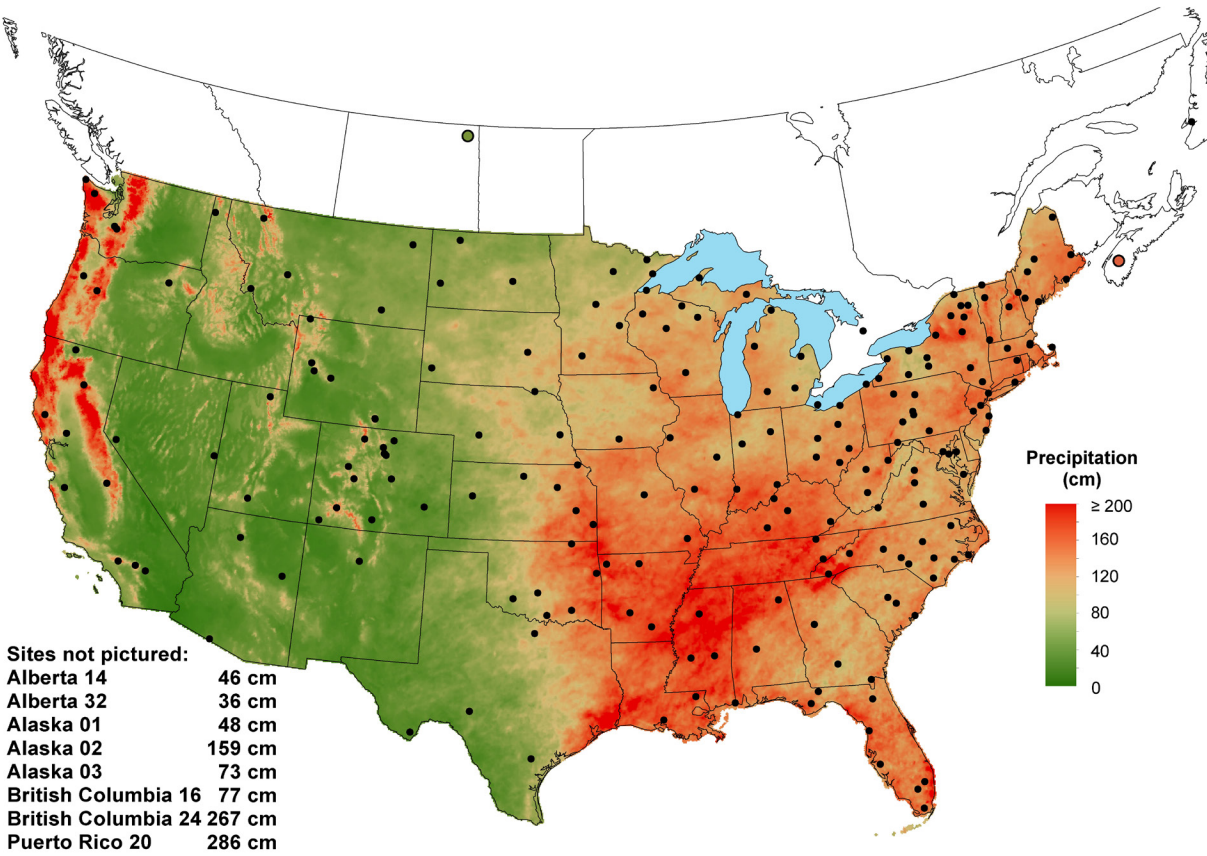 Precipitation
(cm)
≥ 200
160
120
80
40
0
Sites not pictured:
Alberta 14 46 cm
Alberta 32 36 cm
Alaska 01 48 cm
Alaska 02 159 cm
Alaska 03 73 cm
British Columbia 16 77 cm
British Columbia 24 267 cm
Puerto Rico 20 286 cm